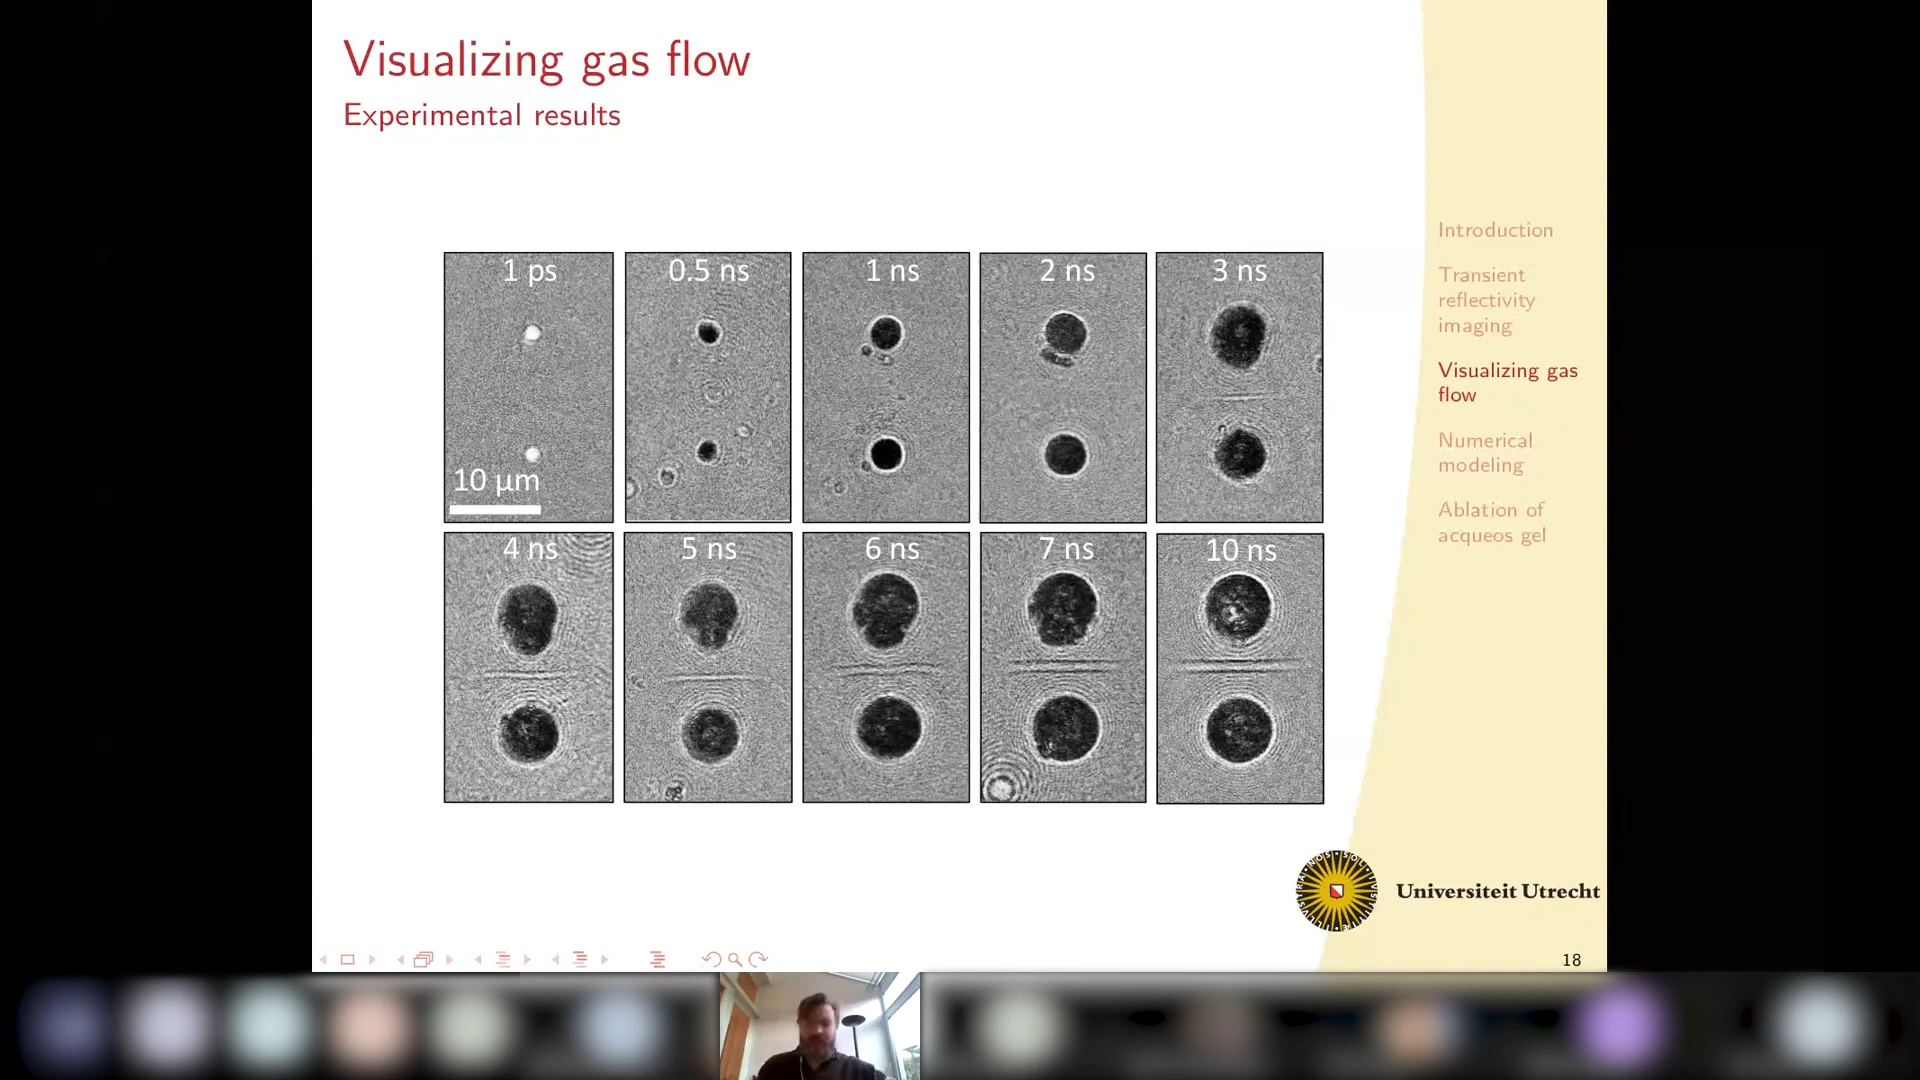 Visualizing gas flow
Experimental results
1 ps
0.5 ns
1 ns
2 ns
3 ns
10 µm
4 ns
5 ns
6 ns
7 ns
10 ns
Introduction
Transient
reflectivity
imaging
Visualizing gas
flow
Numerical
modeling
Ablation of
acqueos gel
Universiteit Utrecht
18